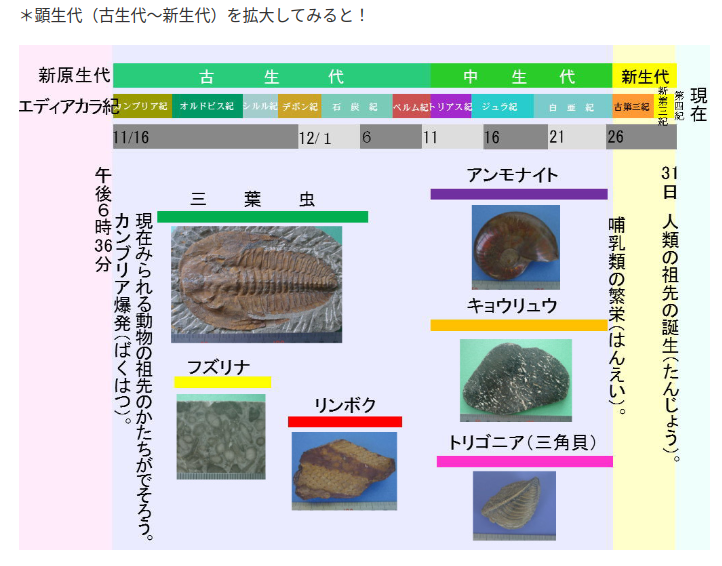 ＊顕生代（古生代～新生代）を拡大してみると！
新原生代
古生代
中生代
新生代
現在
エディアカラ紀
カンブリア紀
オルドビス紀
シルル紀
デボン紀
石炭紀
ペルム紀
トリアス紀
ジュラ紀
白亜紀
古第三紀
新第三紀
第四紀
11/16
12/1
6
11
16
21
26
31日
午後６時36分
カンブリア爆発(ばくはつ)。
現在みられる動物の祖先のかたちがでそろう。
三葉虫
フズリナ
リンボク
アンモナイト
キョウリュウ
トリゴニア（三角貝）
哺乳類の繁栄(はんえい)。
人類の祖先の誕生(たんじょう)。